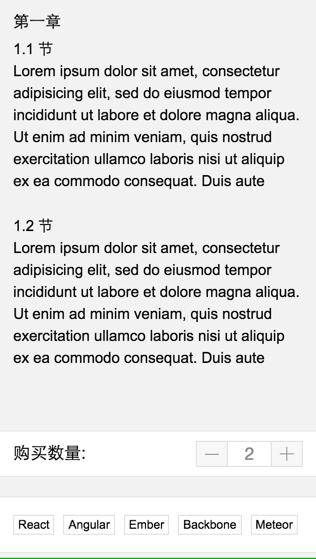 第一章
1.1 节
Lorem ipsum dolor sit amet, consectetur
adipisicing elit, sed do eiusmod tempor
incididunt ut labore et dolore magna aliqua.
Ut enim ad minim veniam, quis nostrud
exercitation ullamco laboris nisi ut aliquip
ex ea commodo consequat. Duis aute
1.2 节
Lorem ipsum dolor sit amet, consectetur
adipisicing elit, sed do eiusmod tempor
incididunt ut labore et dolore magna aliqua.
Ut enim ad minim veniam, quis nostrud
exercitation ullamco laboris nisi ut aliquip
ex ea commodo consequat. Duis aute
购买数量: — 2 +
React Angular Ember Backbone Meteor